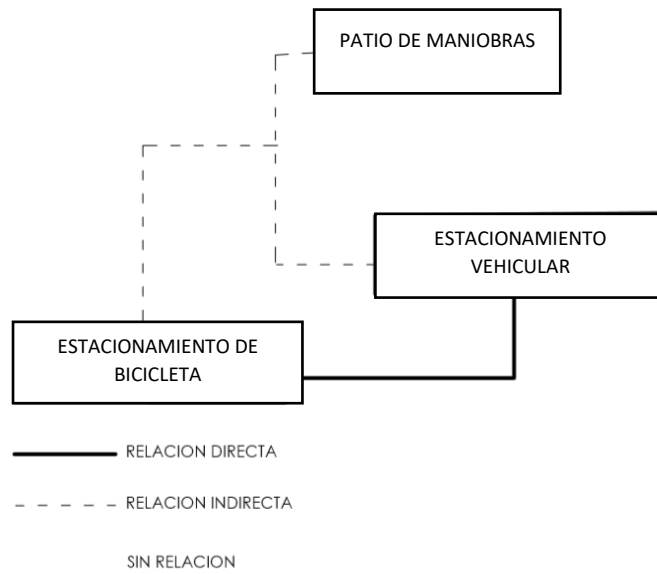 PATIO DE MANIOBRAS
ESTACIONAMIENTO
VEHICULAR
ESTACIONAMIENTO DE
BICICLETA
RELACION DIRECTA
RELACION INDIRECTA
SIN RELACION